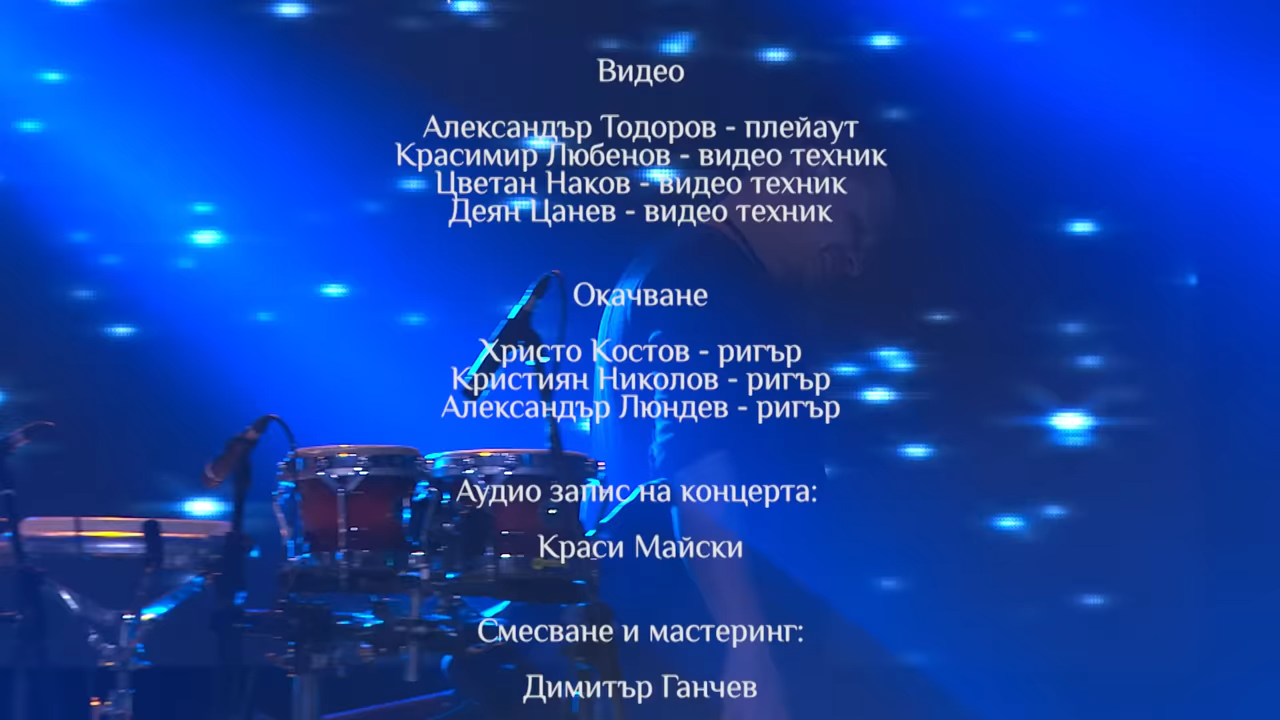 Видео
Александър Тодоров - плейаут
Красимир Любенов - видео техник
Цветан Наков - видео техник
Деян Цанев - видео техник
Окачване
Христо Костов - ригър
Кристиян Николов - ригър
Александър Люндев - ригър
Аудио запис на концерта:
Краси Майски
Смесване и мастеринг:
Димитър Ганчев